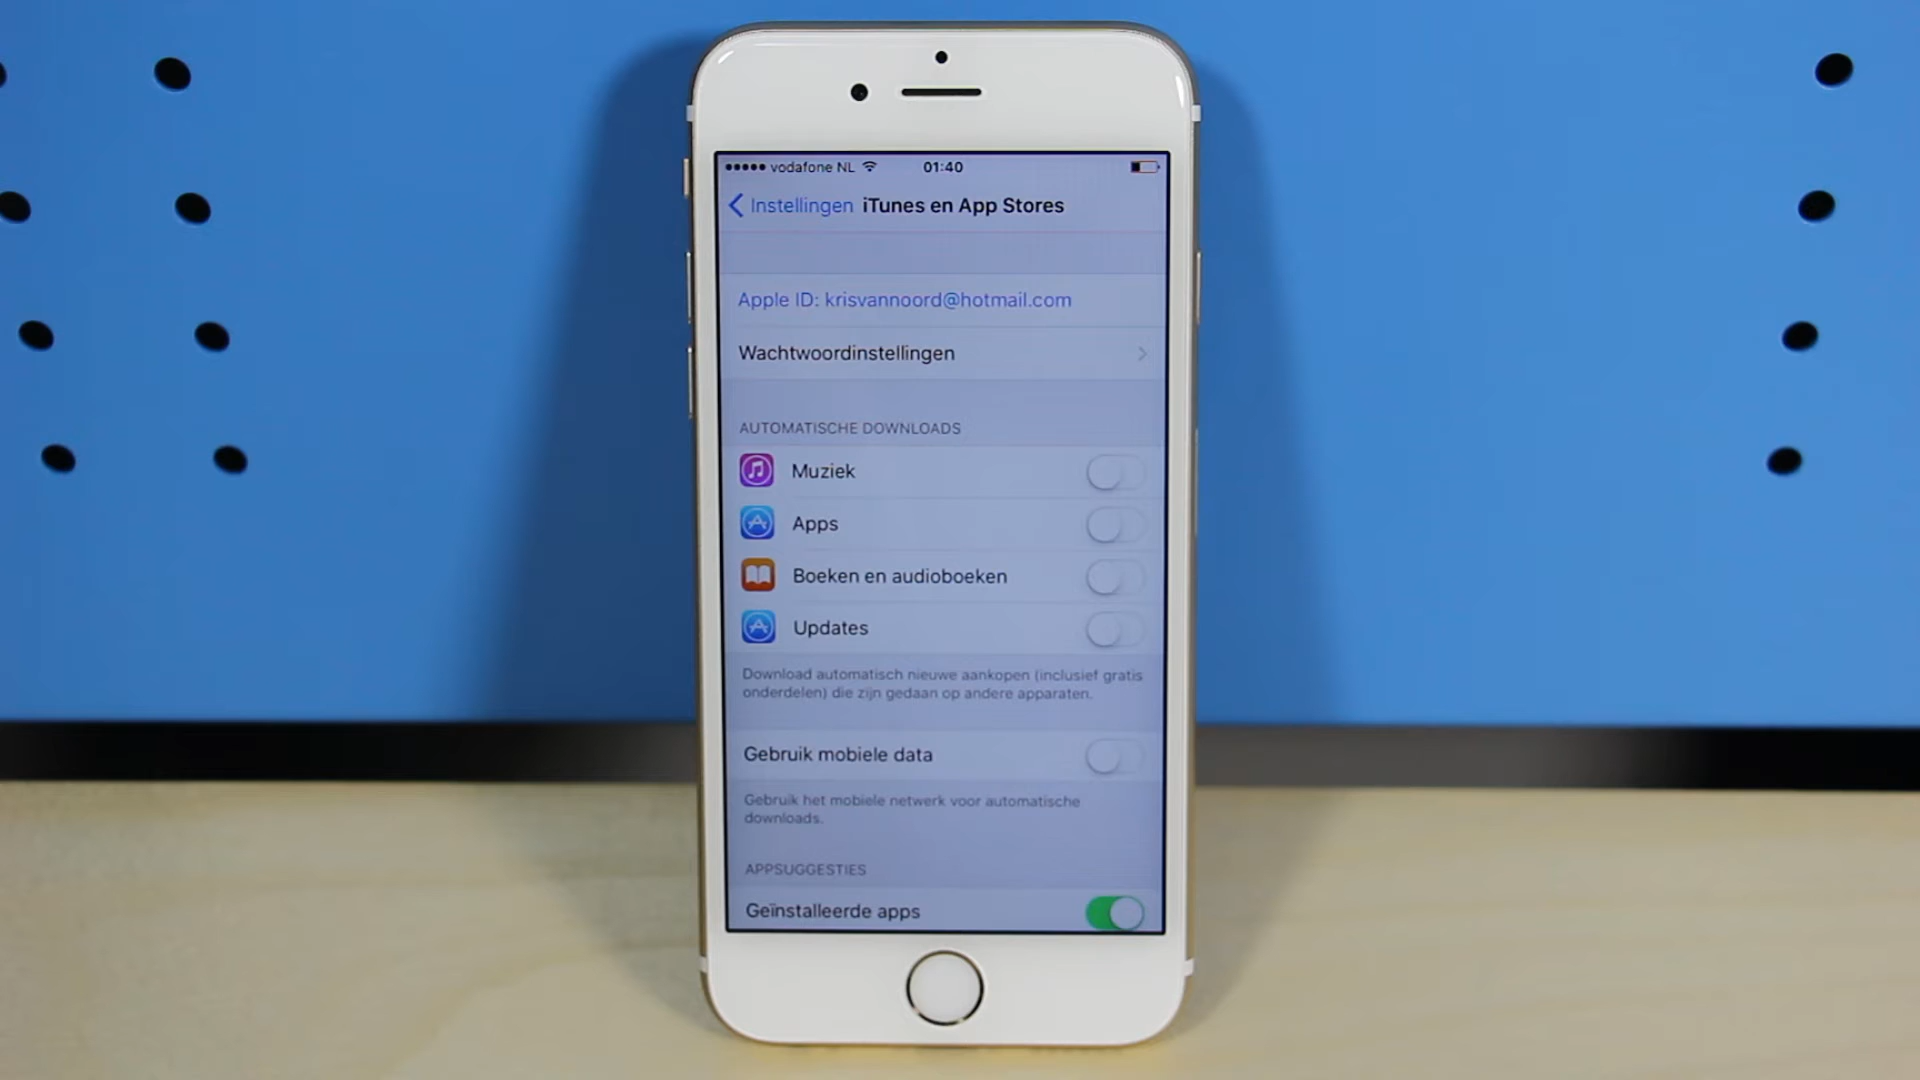 vodafone NL 01:40
Instellingen iTunes en App Stores
Apple ID: krisvannoord@hotmail.com
Wachtwoordinstellingen
AUTOMATISCHE DOWNLOADS
Muziek
Apps
Boeken en audioboeken
Updates
Download automatisch nieuwe aankopen (inclusief gratis
onderdelen) die zijn gedaan op andere apparaten.
Gebruik mobiele data
Gebruik het mobiele netwerk voor automatische
downloads.
APPSUGGESTIES
Geïnstalleerde apps